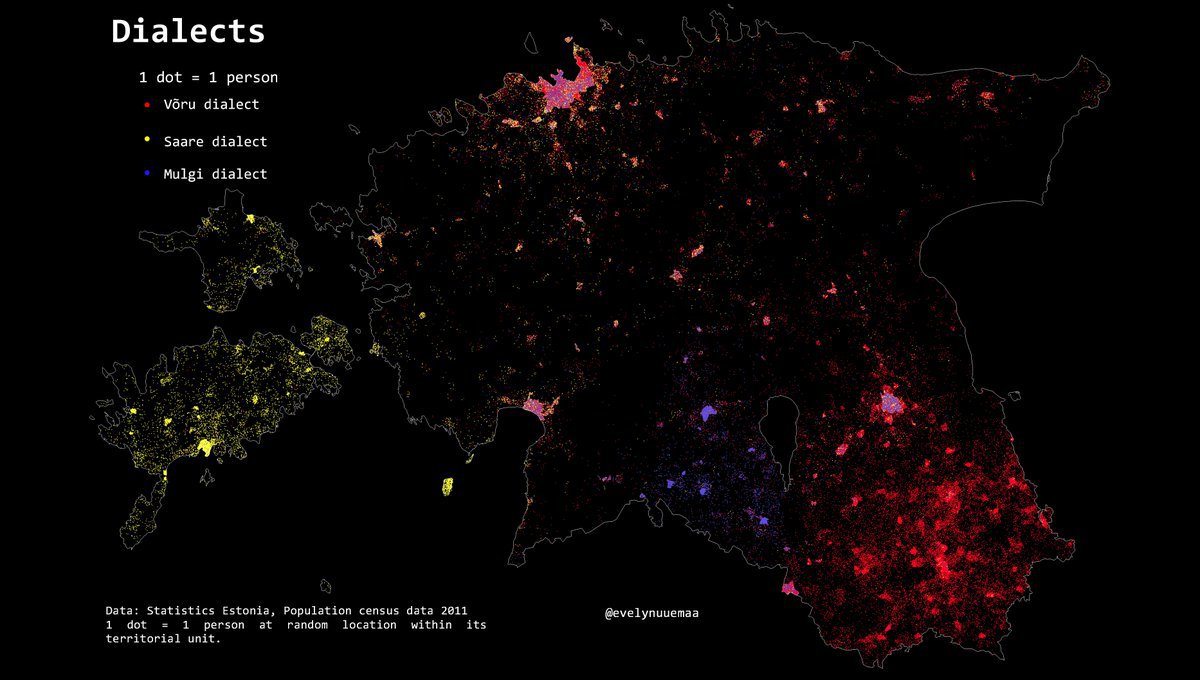 Dialects
1 dot = 1 person
Võru dialect
Saare dialect
Mulgi dialect
Data: Statistics Estonia, Population census data 2011
1 dot = 1 person at random location within its
territorial unit.
@evelynuuemaa